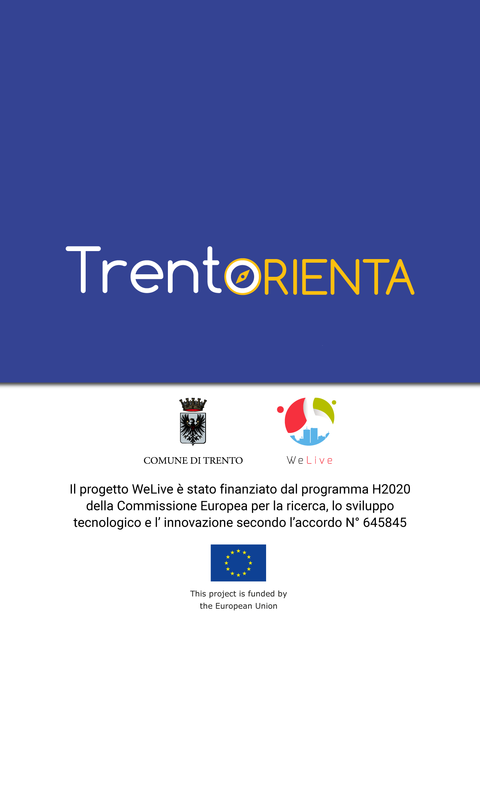 TrentORIENTA
COMUNE DI TRENTO
WeLive
Il progetto WeLive è stato finanziato dal programma H2020
della Commissione Europea per la ricerca, lo sviluppo
tecnologico e l’ innovazione secondo l’accordo N° 645845
This project is funded by
the European Union